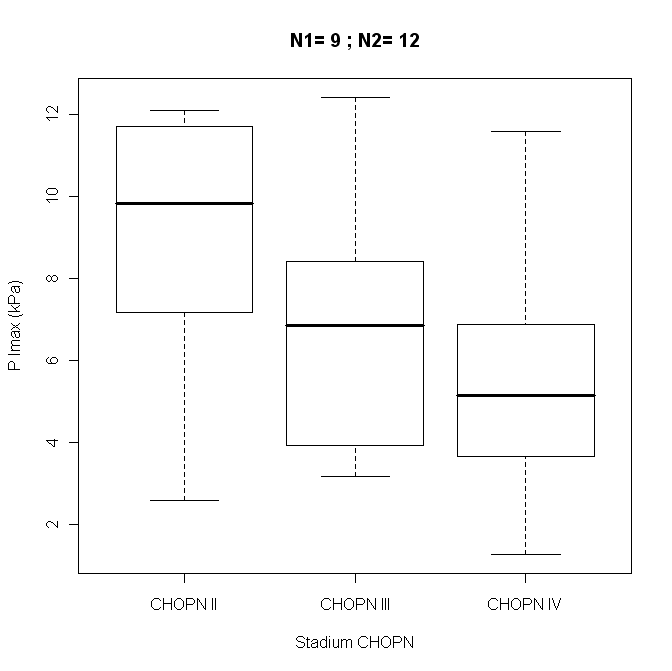 N1= 9 ; N2= 12
P Imax (kPa)
12
10
8
6
4
2
CHOPN II CHOPN III CHOPN IV
Stadium CHOPN